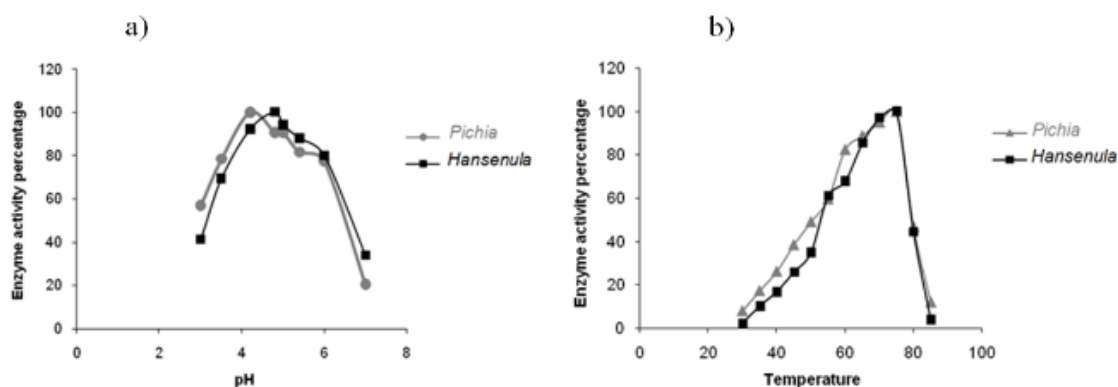 a)
120
100
80
60
40
20
0
0 2 4 6 8
Enzyme activity percentage
pH
Pichia
Hansenula
b)
120
100
80
60
40
20
0
0 20 40 60 80 100
Enzyme activity percentage
Temperature
Pichia
Hansenula